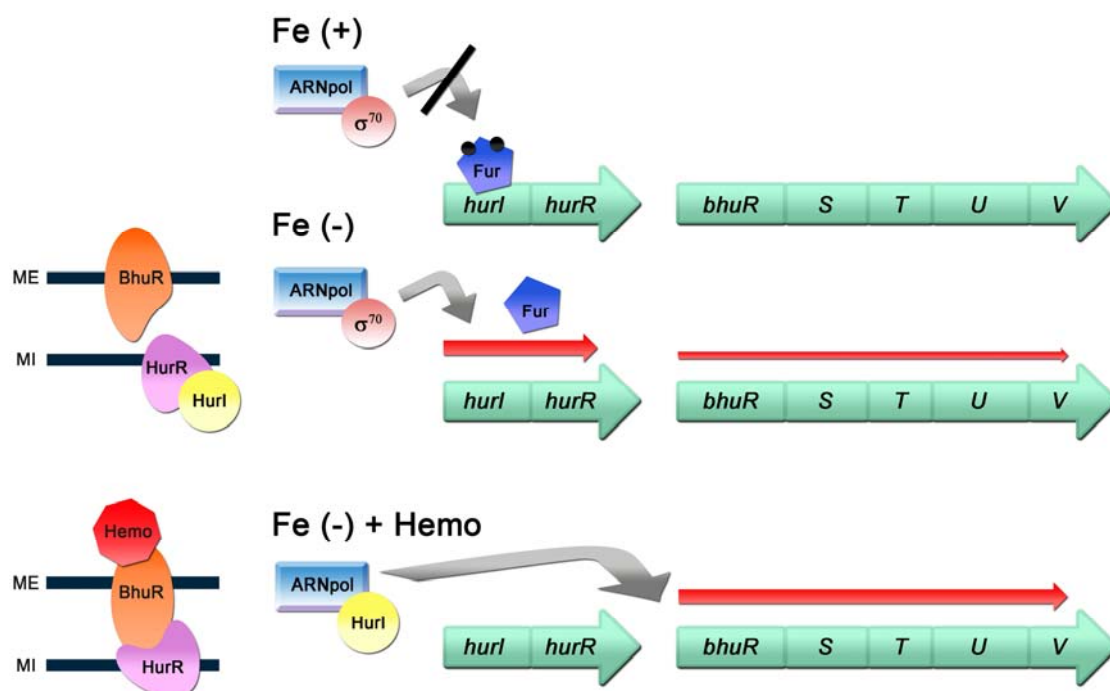 Fe (+)
ARNpol
σ⁷⁰
Fur
hurI hurR bhuR S T U V
Fe (-)
ME BhuR
ARNpol
σ⁷⁰
Fur
MI HurR
HurI
hurI hurR bhuR S T U V
Hemo
Fe (-) + Hemo
ME BhuR
ARNpol
HurI
MI HurR
hurI hurR bhuR S T U V